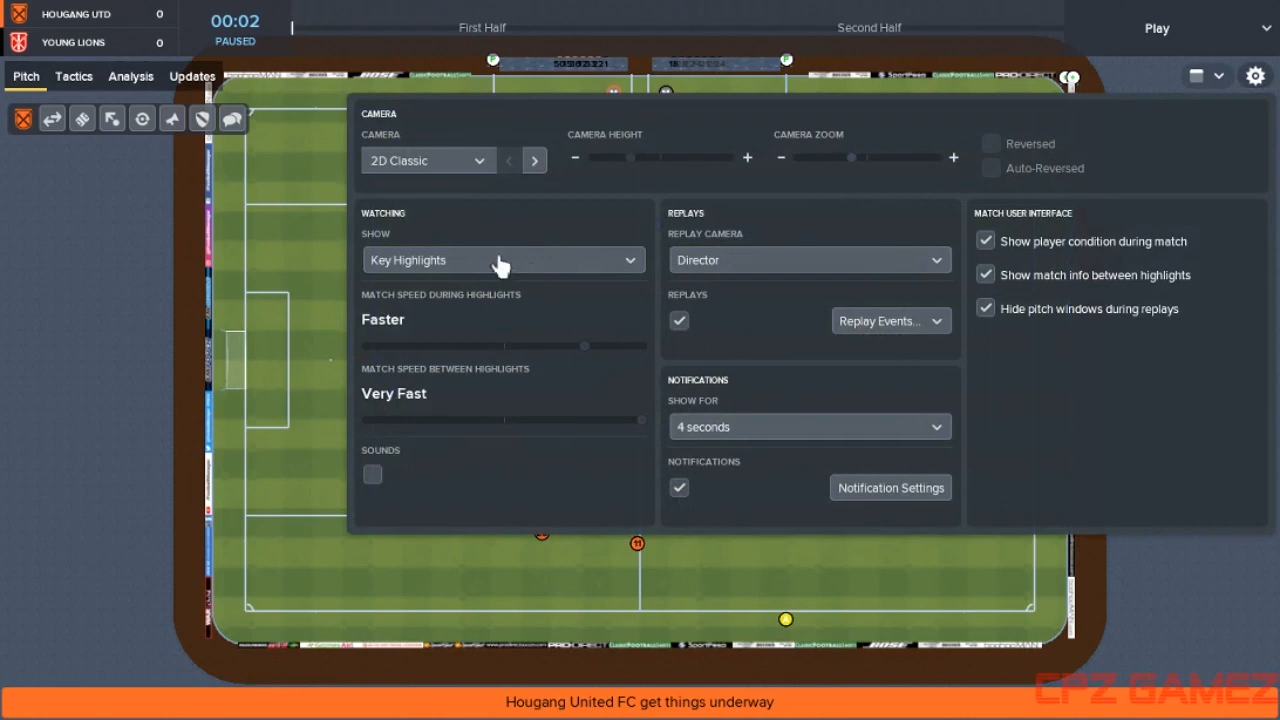 HOUGANG UTD 0
YOUNG LIONS 0
00:02
PAUSED
First Half
Second Half
Play
Pitch
Tactics
Analysis
Updates
CAMERA
CAMERA
2D Classic
CAMERA HEIGHT
CAMERA ZOOM
Reversed
Auto-Reversed
WATCHING
SHOW
Key Highlights
MATCH SPEED DURING HIGHLIGHTS
Faster
MATCH SPEED BETWEEN HIGHLIGHTS
Very Fast
SOUNDS
REPLAYS
REPLAY CAMERA
Director
REPLAYS
Replay Events...
NOTIFICATIONS
SHOW FOR
4 seconds
NOTIFICATIONS
Notification Settings
MATCH USER INTERFACE
Show player condition during match
Show match info between highlights
Hide pitch windows during replays
11
Hougang United FC get things underway
CPZ GAMEZ